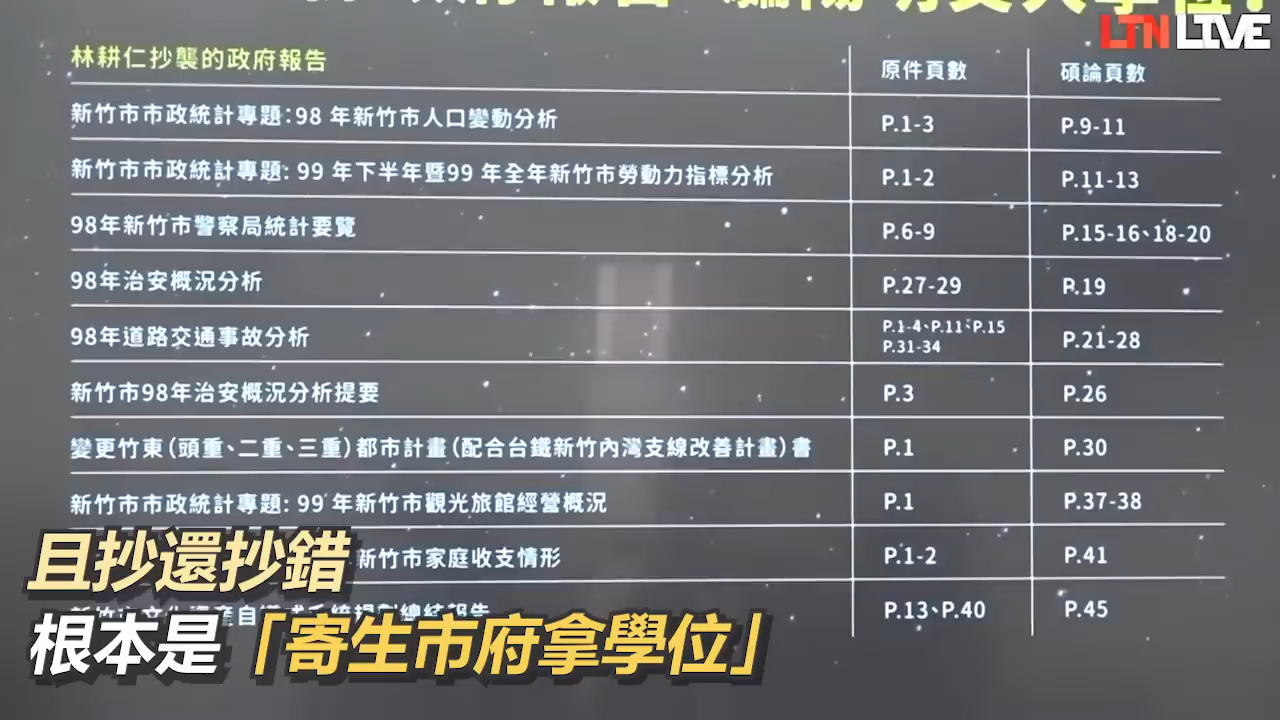 LTN LIVE
林耕仁抄襲的政府報告 原件頁數 碩論頁數
新竹市市政統計專題：98 年新竹市人口變動分析 P.1-3 P.9-11
新竹市市政統計專題：99 年下半年暨99 年全年新竹市勞動力指標分析 P.1-2 P.11-13
98年新竹市警察局統計要覽 P.6-9 P.15-16、18-20
98年治安概況分析 P.27-29 P.19
98年道路交通事故分析 P.1-4、P.11、P.15 P.31-34 P.21-28
新竹市98年治安概況分析提要 P.3 P.26
變更竹東（頭重、二重、三重）都市計畫（配合台鐵新竹內灣支線改善計畫）書 P.1 P.30
新竹市市政統計專題：99 年新竹市觀光旅館經營概況 P.1 P.37-38
年新竹市家庭收支情形 P.1-2 P.41
P.13、P.40 P.45
且抄還抄錯
根本是「寄生市府拿學位」